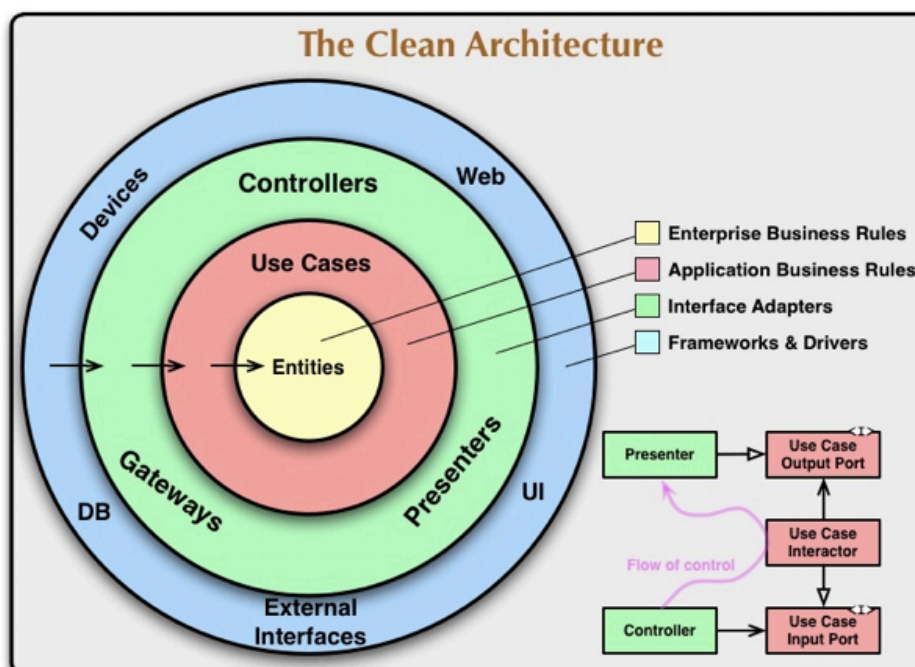 The Clean Architecture
Devices
Web
Controllers
Use Cases
Entities
Gateways
Presenters
DB
UI
External
Interfaces
Enterprise Business Rules
Application Business Rules
Interface Adapters
Frameworks & Drivers
Presenter
Use Case
Output Port
Flow of control
Use Case
Interactor
Controller
Use Case
Input Port